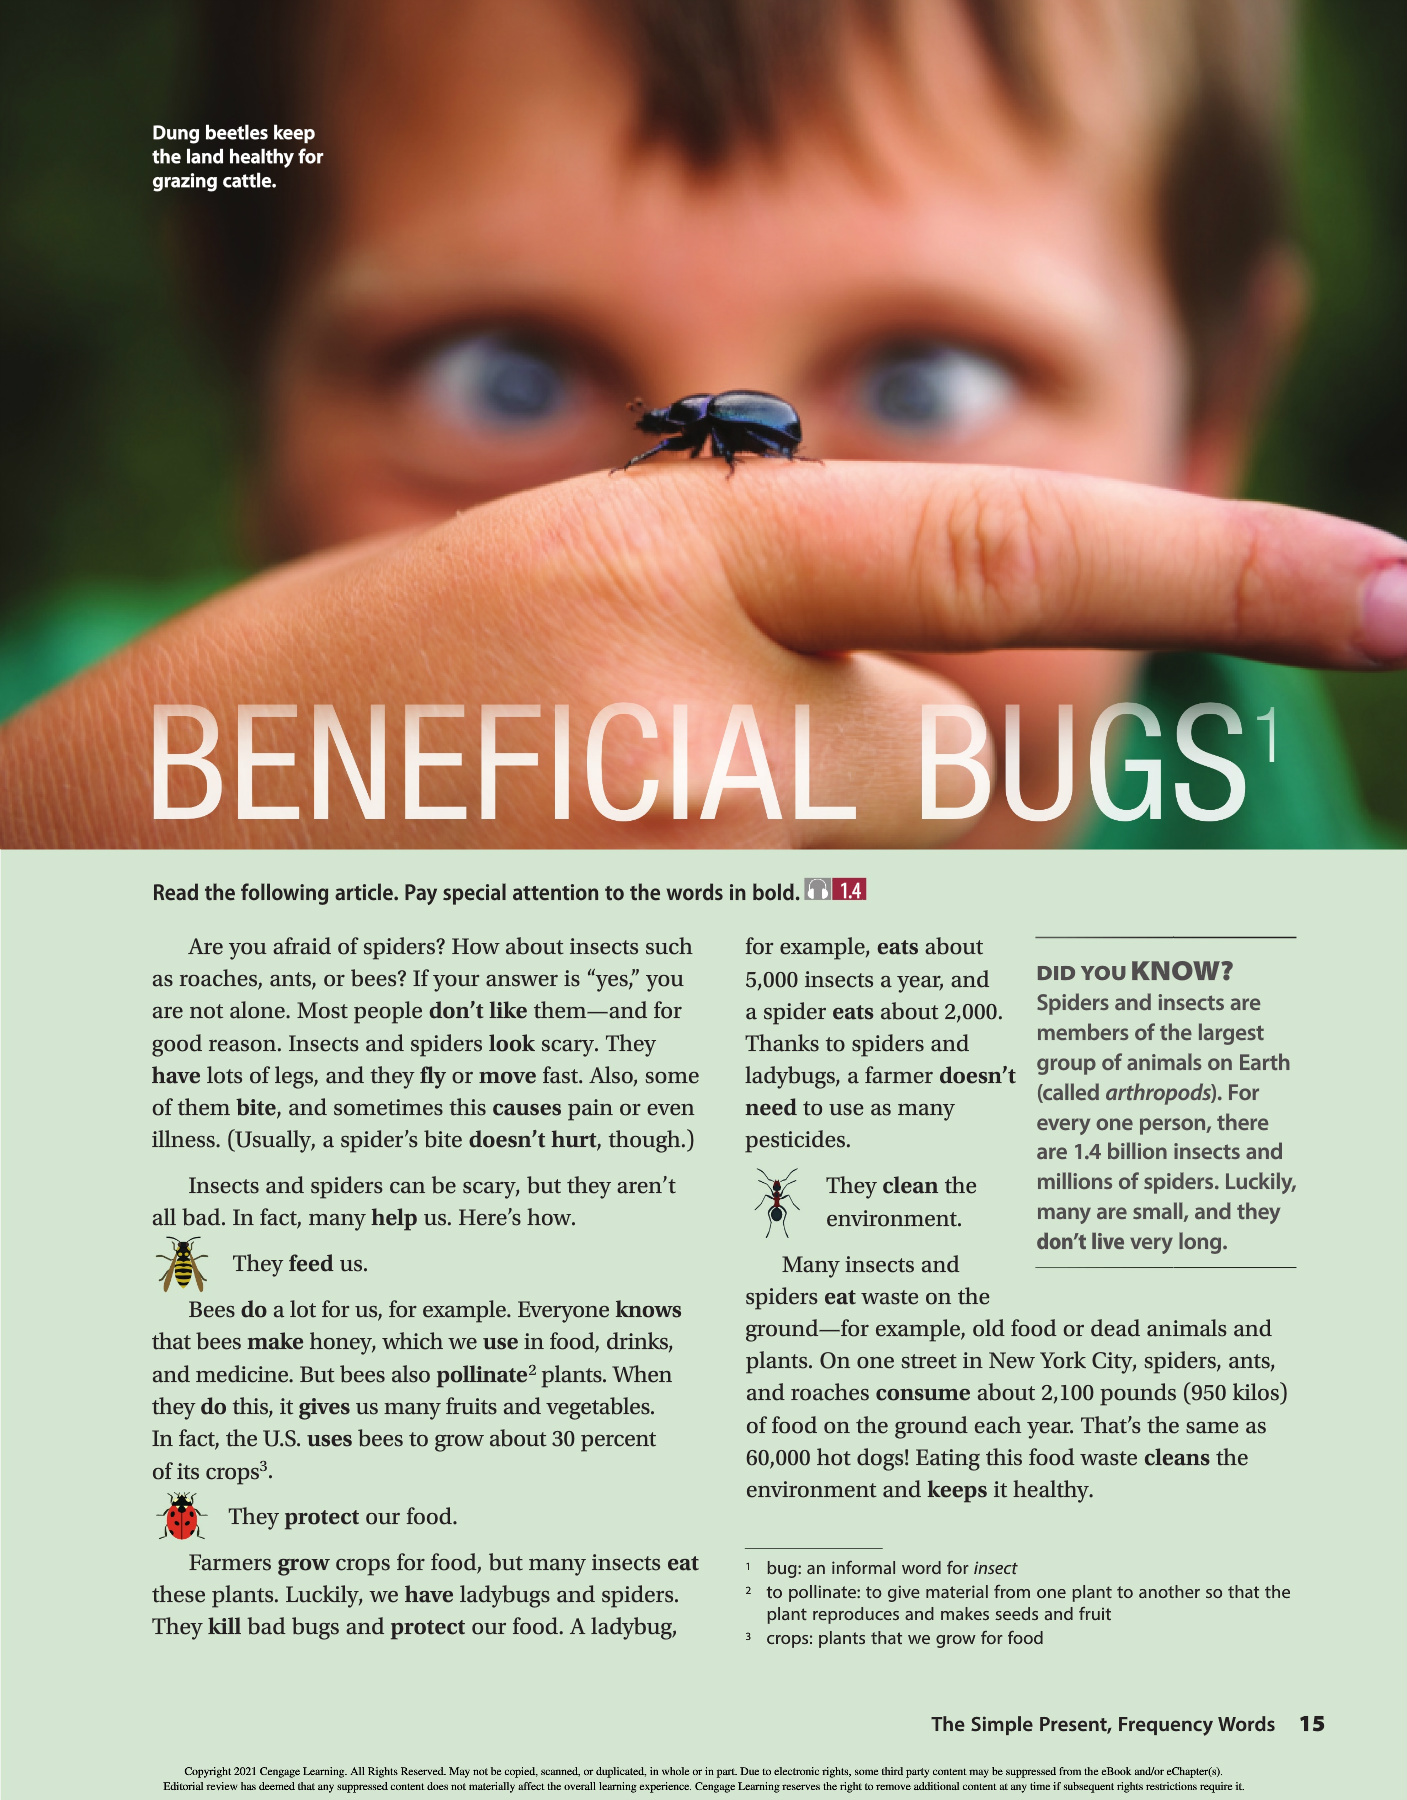 Dung beetles keep
the land healthy for
grazing cattle.
BENEFICIAL BUGS¹
Read the following article. Pay special attention to the words in bold. 1.4
Are you afraid of spiders? How about insects such
as roaches, ants, or bees? If your answer is “yes,” you
are not alone. Most people don’t like them—and for
good reason. Insects and spiders look scary. They
have lots of legs, and they fly or move fast. Also, some
of them bite, and sometimes this causes pain or even
illness. (Usually, a spider’s bite doesn’t hurt, though.)
Insects and spiders can be scary, but they aren’t
all bad. In fact, many help us. Here’s how.
They feed us.
Bees do a lot for us, for example. Everyone knows
that bees make honey, which we use in food, drinks,
and medicine. But bees also pollinate² plants. When
they do this, it gives us many fruits and vegetables.
In fact, the U.S. uses bees to grow about 30 percent
of its crops³.
They protect our food.
Farmers grow crops for food, but many insects eat
these plants. Luckily, we have ladybugs and spiders.
They kill bad bugs and protect our food. A ladybug,
for example, eats about
5,000 insects a year, and
a spider eats about 2,000.
Thanks to spiders and
ladybugs, a farmer doesn’t
need to use as many
pesticides.
They clean the
environment.
Many insects and
spiders eat waste on the
ground—for example, old food or dead animals and
plants. On one street in New York City, spiders, ants,
and roaches consume about 2,100 pounds (950 kilos)
of food on the ground each year. That’s the same as
60,000 hot dogs! Eating this food waste cleans the
environment and keeps it healthy.
DID YOU KNOW?
Spiders and insects are
members of the largest
group of animals on Earth
(called arthropods). For
every one person, there
are 1.4 billion insects and
millions of spiders. Luckily,
many are small, and they
don’t live very long.
¹ bug: an informal word for insect
² to pollinate: to give material from one plant to another so that the
plant reproduces and makes seeds and fruit
³ crops: plants that we grow for food
The Simple Present, Frequency Words 15
Copyright 2021 Cengage Learning. All Rights Reserved. May not be copied, scanned, or duplicated, in whole or in part. Due to electronic rights, some third party content may be suppressed from the eBook and/or eChapter(s).
Editorial review has deemed that any suppressed content does not materially affect the overall learning experience. Cengage Learning reserves the right to remove additional content at any time if subsequent rights restrictions require it.